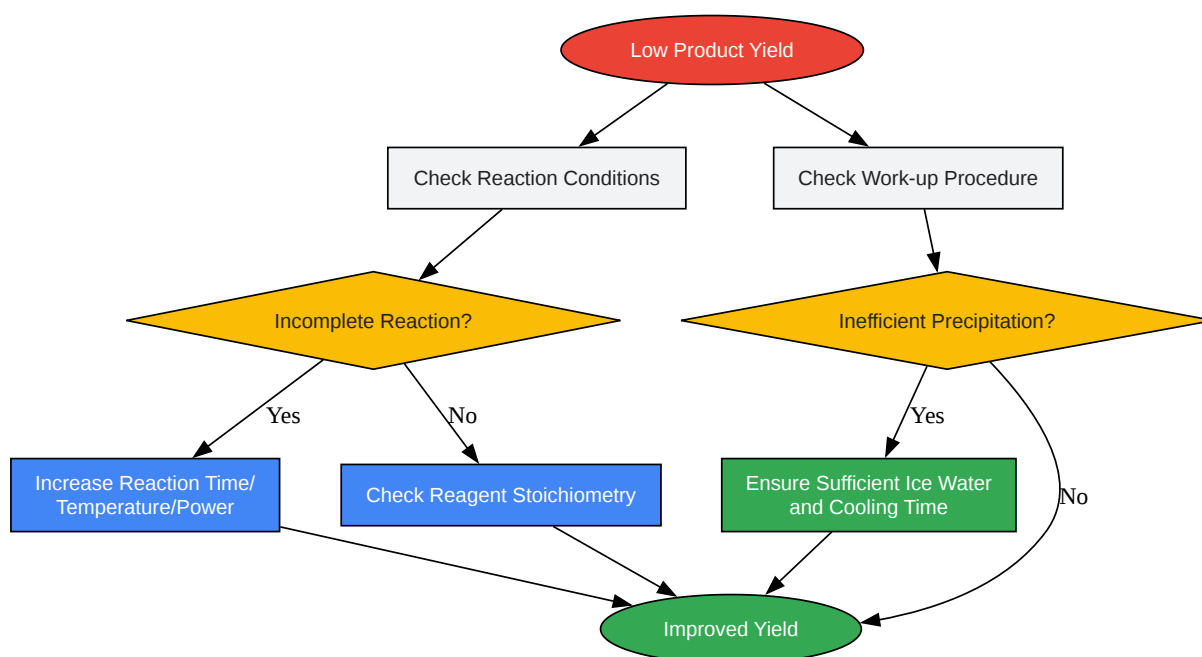 Low Product Yield
Check Reaction Conditions
Check Work-up Procedure
Incomplete Reaction?
Inefficient Precipitation?
Yes
No
Yes
Increase Reaction Time/
Temperature/Power
Check Reagent Stoichiometry
Ensure Sufficient Ice Water
and Cooling Time
No
Improved Yield